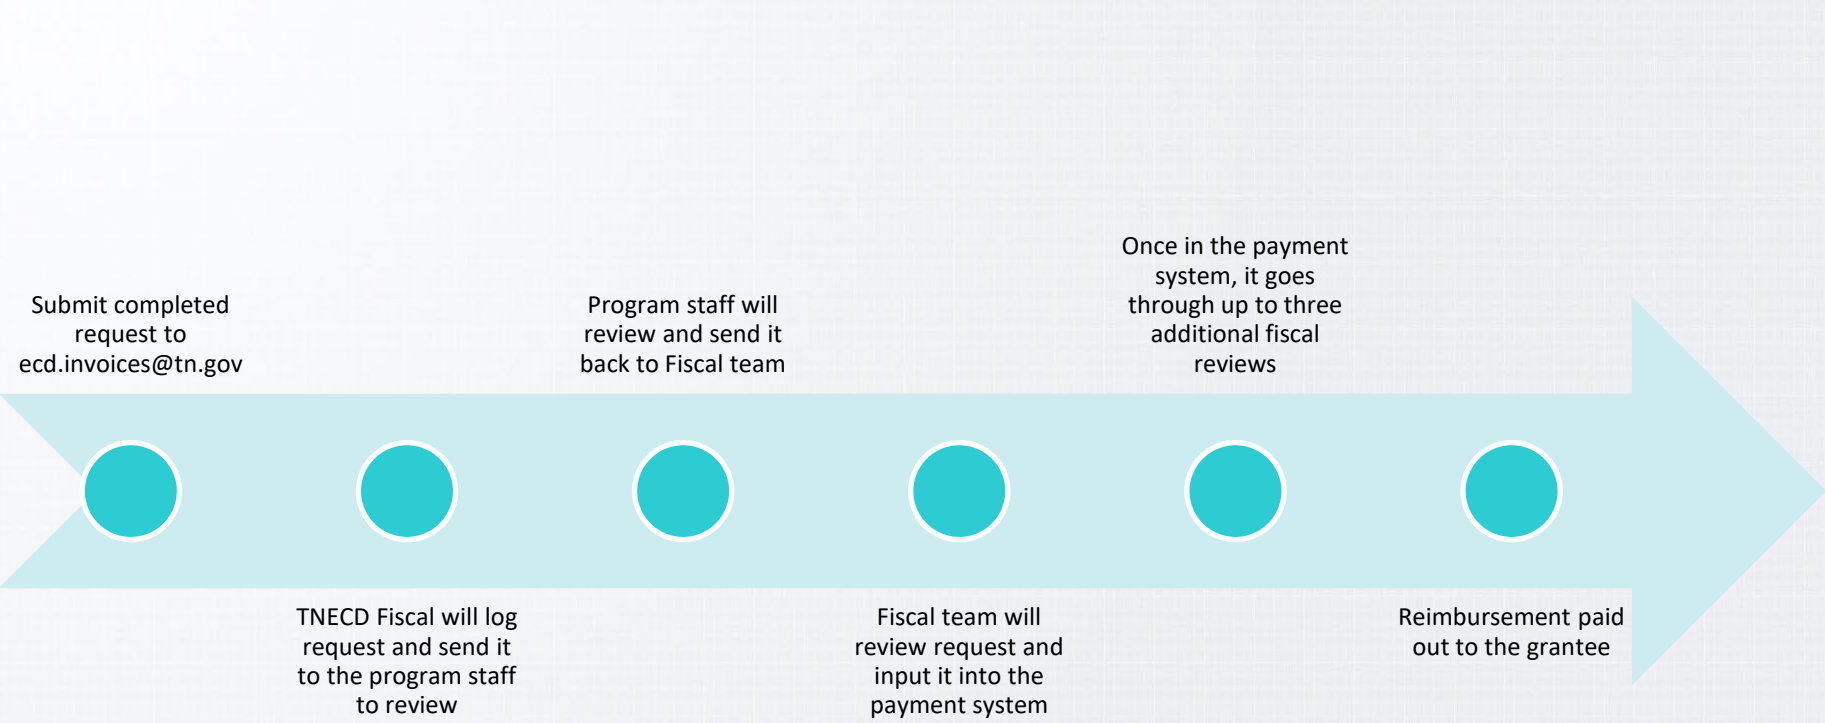 Submit completed
request to
ecd.invoices@tn.gov
TNECD Fiscal will log
request and send it
to the program staff
to review
Program staff will
review and send it
back to Fiscal team
Fiscal team will
review request and
input it into the
payment system
Once in the payment
system, it goes
through up to three
additional fiscal
reviews
Reimbursement paid
out to the grantee